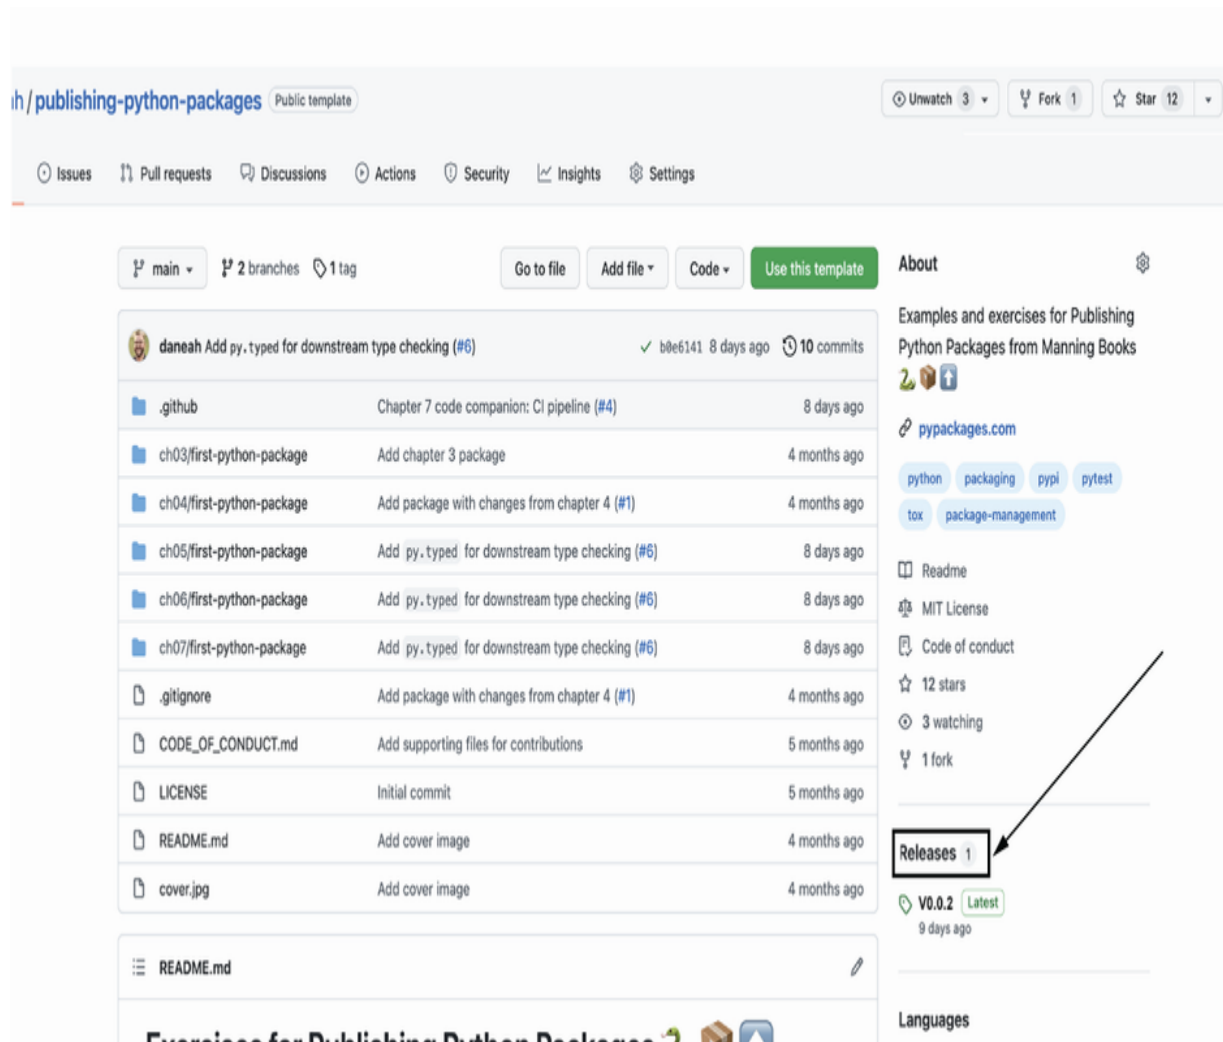 h / publishing-python-packages Public template
Unwatch 3 Fork 1 Star 12
Issues Pull requests Discussions Actions Security Insights Settings
main 2 branches 1 tag Go to file Add file Code Use this template
daneah Add py.typed for downstream type checking (#6) b0e6141 8 days ago 10 commits
.github Chapter 7 code companion: CI pipeline (#4) 8 days ago
ch03/first-python-package Add chapter 3 package 4 months ago
ch04/first-python-package Add package with changes from chapter 4 (#1) 4 months ago
ch05/first-python-package Add py.typed for downstream type checking (#6) 8 days ago
ch06/first-python-package Add py.typed for downstream type checking (#6) 8 days ago
ch07/first-python-package Add py.typed for downstream type checking (#6) 8 days ago
.gitignore Add package with changes from chapter 4 (#1) 4 months ago
CODE_OF_CONDUCT.md Add supporting files for contributions 5 months ago
LICENSE Initial commit 5 months ago
README.md Add cover image 4 months ago
cover.jpg Add cover image 4 months ago
README.md
Exercises for Publishing Python Packages
About
Examples and exercises for Publishing
Python Packages from Manning Books
pypackages.com
python packaging pypi pytest
tox package-management
Readme
MIT License
Code of conduct
12 stars
3 watching
1 fork
Releases 1
V0.0.2 Latest
9 days ago
Languages